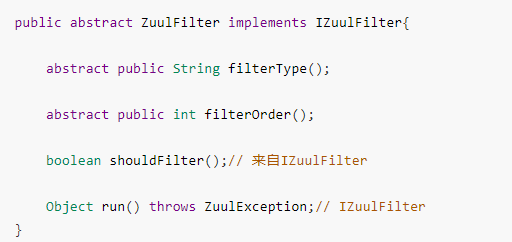 public abstract ZuulFilter implements IZuulFilter{
abstract public String filterType();
abstract public int filterOrder();
boolean shouldFilter();// 来自IZuulFilter
Object run() throws ZuulException;// IZuulFilter
}